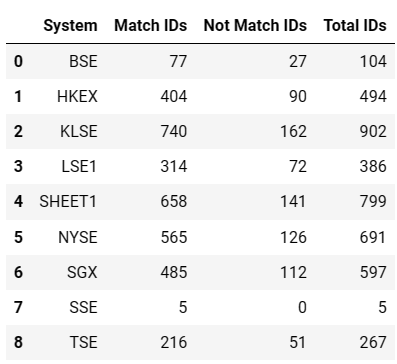 System Match IDs Not Match IDs Total IDs
0 BSE 77 27 104
1 HKEX 404 90 494
2 KLSE 740 162 902
3 LSE1 314 72 386
4 SHEET1 658 141 799
5 NYSE 565 126 691
6 SGX 485 112 597
7 SSE 5 0 5
8 TSE 216 51 267